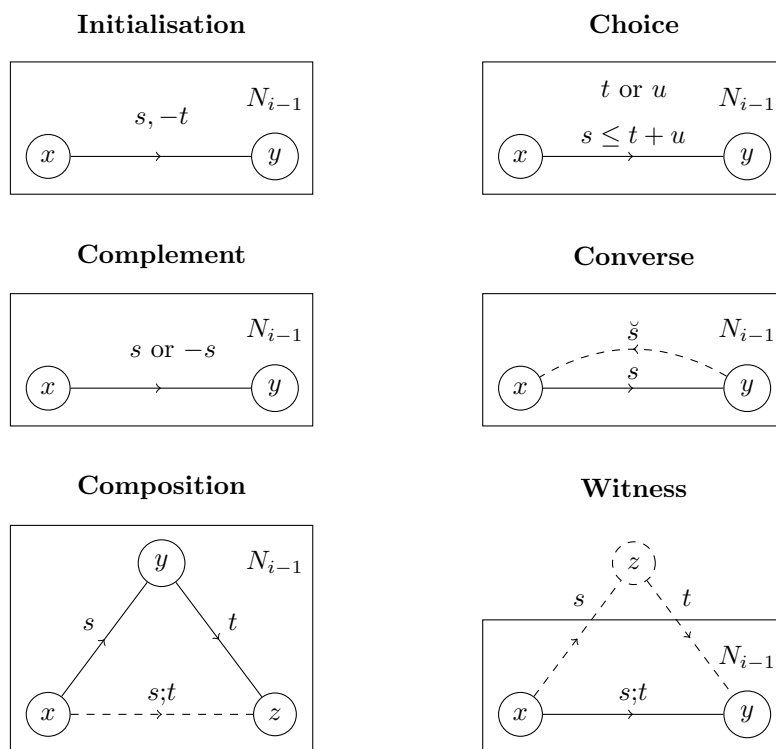 Initialisation
s, −t
N_{i−1}
x
y
Choice
t or u
N_{i−1}
s ≤ t + u
x
y
Complement
N_{i−1}
s or −s
x
y
Converse
s̆
N_{i−1}
s
x
y
Composition
y
N_{i−1}
s
t
x
s;t
z
Witness
z
s
t
N_{i−1}
x
s;t
y